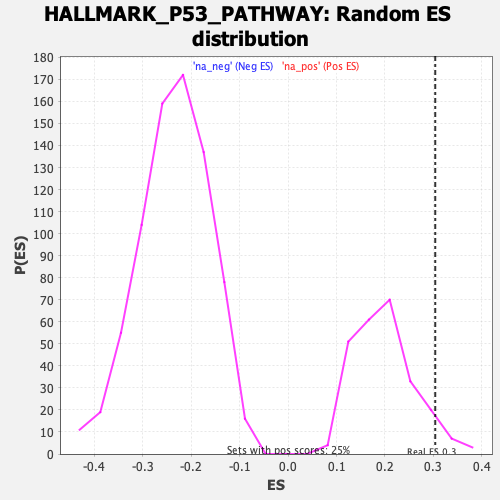 HALLMARK_P53_PATHWAY: Random ES
distribution
'na_neg' (Neg ES) 'na_pos' (Pos ES)
180
170
160
150
140
130
120
110
100
90
80
70
60
50
40
30
20
10
0
P(ES)
Sets with pos scores: 25%
Real ES 0.3
-0.4 -0.3 -0.2 -0.1 0.0 0.1 0.2 0.3 0.4
ES